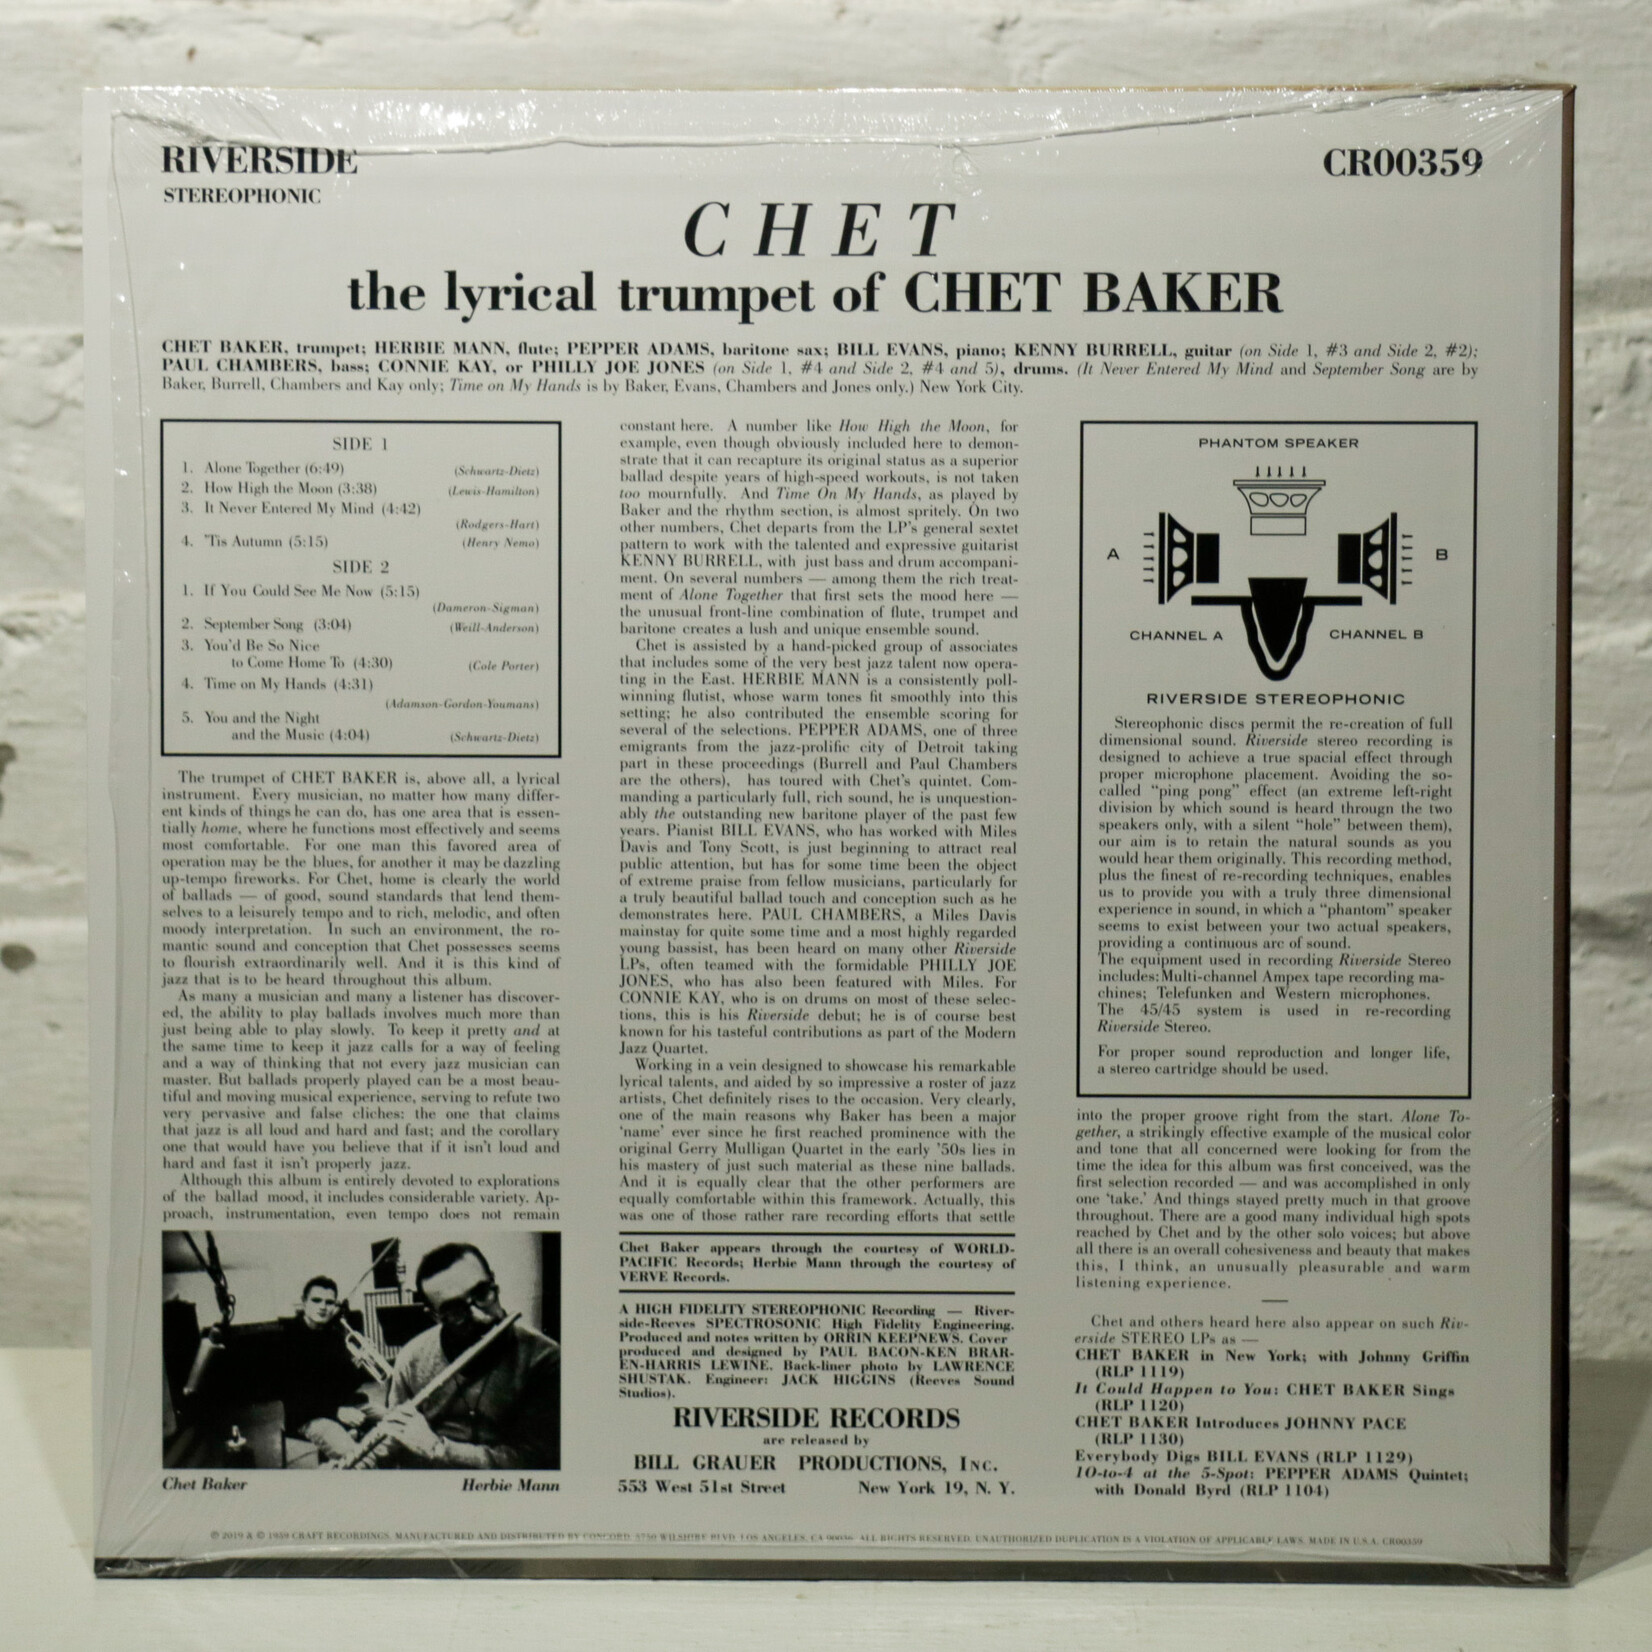 RIVERSIDE
STEREOPHONIC
CR00359
CHET
the lyrical trumpet of CHET BAKER
CHET BAKER, trumpet; HERBIE MANN, flute; PEPPER ADAMS, baritone sax; BILL EVANS, piano; KENNY BURRELL, guitar (on Side 1, #3 and Side 2, #2);
PAUL CHAMBERS, bass; CONNIE KAY, or PHILLY JOE JONES (on Side 1, #4 and Side 2, #4 and 5), drums. (It Never Entered My Mind and September Song are by
Baker, Burrell, Chambers and Kay only; Time on My Hands is by Baker, Evans, Chambers and Jones only.) New York City.
SIDE 1
1. Alone Together (6:49) (Schwartz-Dietz)
2. How High the Moon (3:38) (Lewis-Hamilton)
3. It Never Entered My Mind (4:42)
(Rodgers-Hart)
4. 'Tis Autumn (5:15) (Henry Nemo)
SIDE 2
1. If You Could See Me Now (5:15)
(Dameron-Sigman)
2. September Song (3:04) (Weill-Anderson)
3. You'd Be So Nice
to Come Home To (4:30) (Cole Porter)
4. Time on My Hands (4:31)
(Adamson-Gordon-Youmans)
5. You and the Night
and the Music (4:04) (Schwartz-Dietz)
The trumpet of CHET BAKER is, above all, a lyrical
instrument. Every musician, no matter how many differ-
ent kinds of things he can do, has one area that is essen-
tially home, where he functions most effectively and seems
most comfortable. For one man this favored area of
operation may be the blues, for another it may be dazzling
up-tempo fireworks. For Chet, home is clearly the world
of ballads — of good, sound standards that lend them-
selves to a leisurely tempo and to rich, melodic, and often
moody interpretation. In such an environment, the ro-
mantic sound and conception that Chet possesses seems
to flourish extraordinarily well. And it is this kind of
jazz that is to be heard throughout this album.
As many a musician and many a listener has discover-
ed, the ability to play ballads involves much more than
just being able to play slowly. To keep it pretty and at
the same time to keep it jazz calls for a way of feeling
and a way of thinking that not every jazz musician can
master. But ballads properly played can be a most beau-
tiful and moving musical experience, serving to refute two
very pervasive and false cliches: the one that claims
that jazz is all loud and hard and fast; and the corollary
one that would have you believe that if it isn't loud and
hard and fast it isn't properly jazz.
Although this album is entirely devoted to explorations
of the ballad mood, it includes considerable variety. Ap-
proach, instrumentation, even tempo does not remain
Chet Baker
Herbie Mann
constant here. A number like How High the Moon, for
example, even though obviously included here to demon-
strate that it can recapture its original status as a superior
ballad despite years of high-speed workouts, is not taken
too mournfully. And Time On My Hands, as played by
Baker and the rhythm section, is almost spritely. On two
other numbers, Chet departs from the LP's general sextet
pattern to work with the talented and expressive guitarist
KENNY BURRELL, with just bass and drum accompani-
ment. On several numbers — among them the rich treat-
ment of Alone Together that first sets the mood here —
the unusual front-line combination of flute, trumpet and
baritone creates a lush and unique ensemble sound.
Chet is assisted by a hand-picked group of associates
that includes some of the very best jazz talent now opera-
ting in the East. HERBIE MANN is a consistently poll-
winning flutist, whose warm tones fit smoothly into this
setting; he also contributed the ensemble scoring for
several of the selections. PEPPER ADAMS, one of three
emigrants from the jazz-prolific city of Detroit taking
part in these proceedings (Burrell and Paul Chambers
are the others), has toured with Chet's quintet. Com-
manding a particularly full, rich sound, he is unquestion-
ably the outstanding new baritone player of the past few
years. Pianist BILL EVANS, who has worked with Miles
Davis and Tony Scott, is just beginning to attract real
public attention, but has for some time been the object
of extreme praise from fellow musicians, particularly for
a truly beautiful ballad touch and conception such as he
demonstrates here. PAUL CHAMBERS, a Miles Davis
mainstay for quite some time and a most highly regarded
young bassist, has been heard on many other Riverside
LPs, often teamed with the formidable PHILLY JOE
JONES, who has also been featured with Miles. For
CONNIE KAY, who is on drums on most of these selec-
tions, this is his Riverside debut; he is of course best
known for his tasteful contributions as part of the Modern
Jazz Quartet.
Working in a vein designed to showcase his remarkable
lyrical talents, and aided by so impressive a roster of jazz
artists, Chet definitely rises to the occasion. Very clearly,
one of the main reasons why Baker has been a major
'name' ever since he first reached prominence with the
original Gerry Mulligan Quartet in the early '50s lies in
his mastery of just such material as these nine ballads.
And it is equally clear that the other performers are
equally comfortable within this framework. Actually, this
was one of those rather rare recording efforts that settle
Chet Baker appears through the courtesy of WORLD-
PACIFIC Records; Herbie Mann through the courtesy of
VERVE Records.
A HIGH FIDELITY STEREOPHONIC Recording — River-
side-Reeves SPECTROSONIC High Fidelity Engineering.
Produced and notes written by ORRIN KEEPNEWS. Cover
produced and designed by PAUL BACON-KEN BRAR-
EN-HARRIS LEWINE. Back-liner photo by LAWRENCE
SHUSTAK. Engineer: JACK HIGGINS (Reeves Sound
Studios).
RIVERSIDE RECORDS
are released by
BILL GRAUER PRODUCTIONS, INC.
553 West 51st Street New York 19, N. Y.
PHANTOM SPEAKER
A
B
CHANNEL A
CHANNEL B
RIVERSIDE STEREOPHONIC
Stereophonic discs permit the re-creation of full
dimensional sound. Riverside stereo recording is
designed to achieve a true spacial effect through
proper microphone placement. Avoiding the so-
called "ping pong" effect (an extreme left-right
division by which sound is heard througn the two
speakers only, with a silent "hole" between them),
our aim is to retain the natural sounds as you
would hear them originally. This recording method,
plus the finest of re-recording techniques, enables
us to provide you with a truly three dimensional
experience in sound, in which a "phantom" speaker
seems to exist between your two actual speakers,
providing a continuous arc of sound.
The equipment used in recording Riverside Stereo
includes: Multi-channel Ampex tape recording ma-
chines; Telefunken and Western microphones.
The 45/45 system is used in re-recording
Riverside Stereo.
For proper sound reproduction and longer life,
a stereo cartridge should be used.
into the proper groove right from the start. Alone To-
gether, a strikingly effective example of the musical color
and tone that all concerned were looking for from the
time the idea for this album was first conceived, was the
first selection recorded — and was accomplished in only
one 'take.' And things stayed pretty much in that groove
throughout. There are a good many individual high spots
reached by Chet and by the other solo voices; but above
all there is an overall cohesiveness and beauty that makes
this, I think, an unusually pleasurable and warm
listening experience.
Chet and others heard here also appear on such Riv-
erside STEREO LPs as —
CHET BAKER in New York; with Johnny Griffin
(RLP 1119)
It Could Happen to You: CHET BAKER Sings
(RLP 1120)
CHET BAKER Introduces JOHNNY PACE
(RLP 1130)
Everybody Digs BILL EVANS (RLP 1129)
10-to-4 at the 5-Spot: PEPPER ADAMS Quintet;
with Donald Byrd (RLP 1104)
℗ 2019 & © 1959 CRAFT RECORDINGS. MANUFACTURED AND DISTRIBUTED BY CONCORD, 5750 WILSHIRE BLVD, LOS ANGELES, CA 90036. ALL RIGHTS RESERVED. UNAUTHORIZED DUPLICATION IS A VIOLATION OF APPLICABLE LAWS. MADE IN U.S.A. CR00359